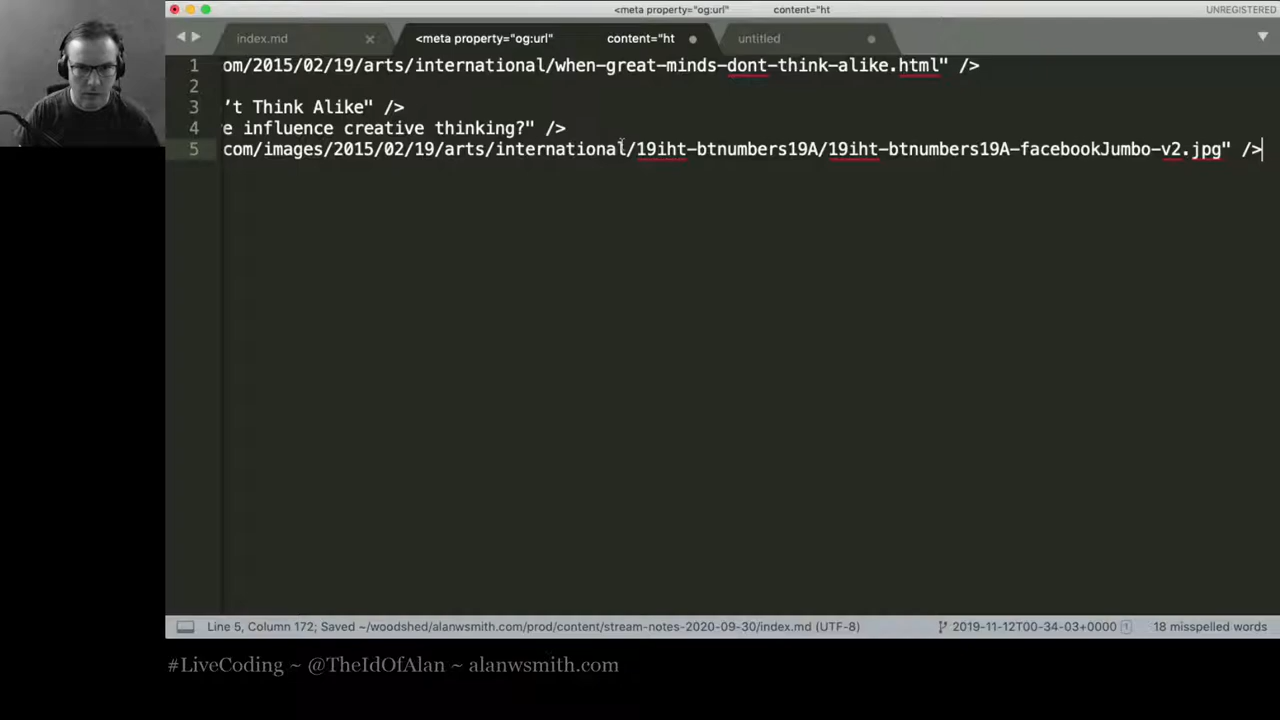 <meta property="og:url" content="ht
UNREGISTERED
index.md
<meta property="og:url" content="ht
untitled
1 om/2015/02/19/arts/international/when-great-minds-dont-think-alike.html" />
2
3 ’t Think Alike" />
4 e influence creative thinking?" />
5 com/images/2015/02/19/arts/international/19iht-btnumbers19A/19iht-btnumbers19A-facebookJumbo-v2.jpg" />
Line 5, Column 172; Saved ~/woodshed/alanwsmith.com/prod/content/stream-notes-2020-09-30/index.md (UTF-8)
2019-11-12T00-34-03+0000 1
18 misspelled words
#LiveCoding ~ @TheIdOfAlan ~ alanwsmith.com